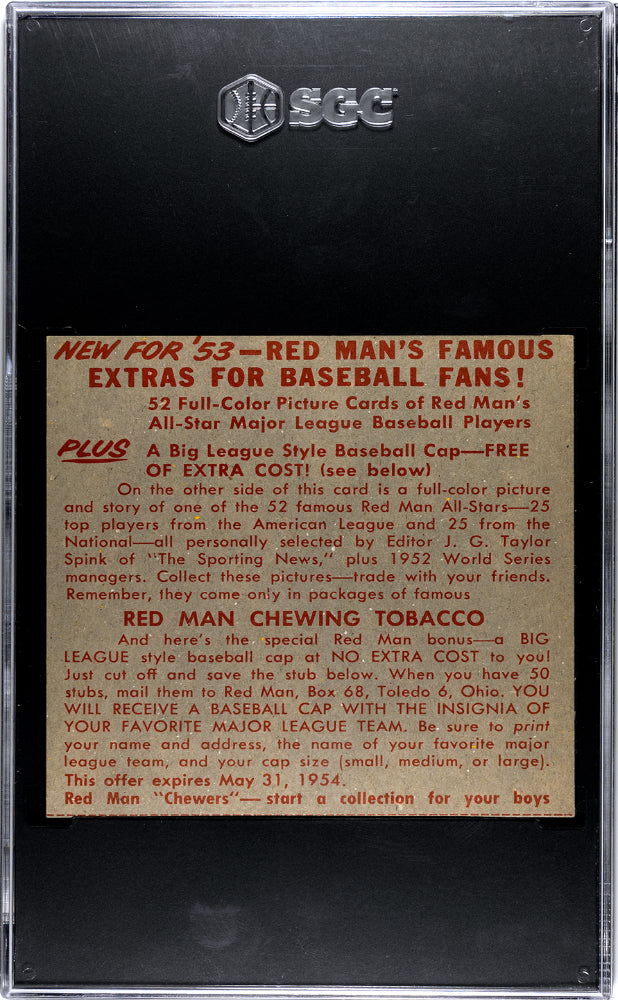 SGC
NEW FOR '53—RED MAN'S FAMOUS
EXTRAS FOR BASEBALL FANS!
52 Full-Color Picture Cards of Red Man's
All-Star Major League Baseball Players
PLUS A Big League Style Baseball Cap—FREE
OF EXTRA COST! (see below)
On the other side of this card is a full-color picture
and story of one of the 52 famous Red Man All-Stars—25
top players from the American League and 25 from the
National—all personally selected by Editor J. G. Taylor
Spink of "The Sporting News," plus 1952 World Series
managers. Collect these pictures—trade with your friends.
Remember, they come only in packages of famous
RED MAN CHEWING TOBACCO
And here's the special Red Man bonus—a BIG
LEAGUE style baseball cap at NO EXTRA COST to you!
Just cut off and save the stub below. When you have 50
stubs, mail them to Red Man, Box 68, Toledo 6, Ohio. YOU
WILL RECEIVE A BASEBALL CAP WITH THE INSIGNIA OF
YOUR FAVORITE MAJOR LEAGUE TEAM. Be sure to print
your name and address, the name of your favorite major
league team, and your cap size (small, medium, or large).
This offer expires May 31, 1954.
Red Man "Chewers"—start a collection for your boys